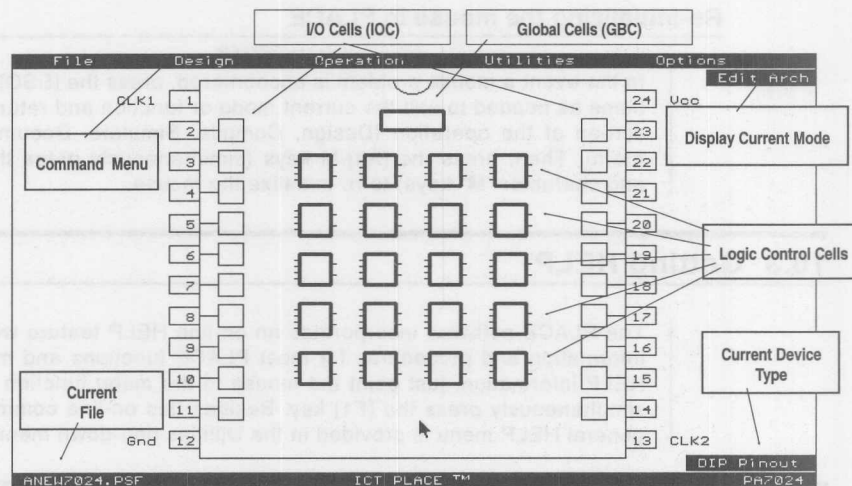 I/O Cells (IOC) Global Cells (GBC)
File Design Operation Utilities Options
Edit Arch
CLK1 1 24 Vcc
2 23
Command Menus 3 22 Display Current Mode
4 21
5 20
6 19 Logic Control Cells
7 18
8 17
9 16
10 15 Current Device
Current 11 14 Type
File
Gnd 12 13 CLK2
DIP Pinout
ANEW7024.PSF ICT PLACE ™ PA7024